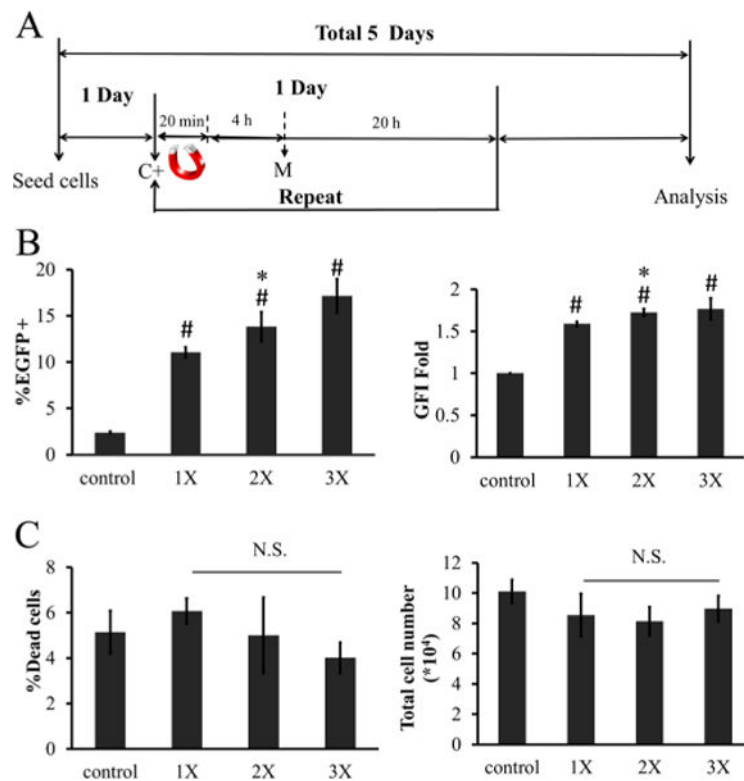 A
Total 5 Days
1 Day
1 Day
20 min
4 h
20 h
Seed cells
C+
M
Repeat
Analysis
B
%EGFP+
20
15
10
5
0
#
*
#
#
control 1X 2X 3X
GFI Fold
2
1.5
1
0.5
0
#
*
#
#
control 1X 2X 3X
C
%Dead cells
8
6
4
2
0
N.S.
control 1X 2X 3X
Total cell number
(*10⁴)
12
10
8
6
4
2
0
N.S.
control 1X 2X 3X